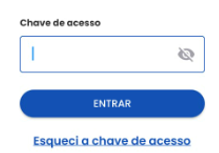 Chave de acesso
ENTRAR
Esqueci a chave de acesso